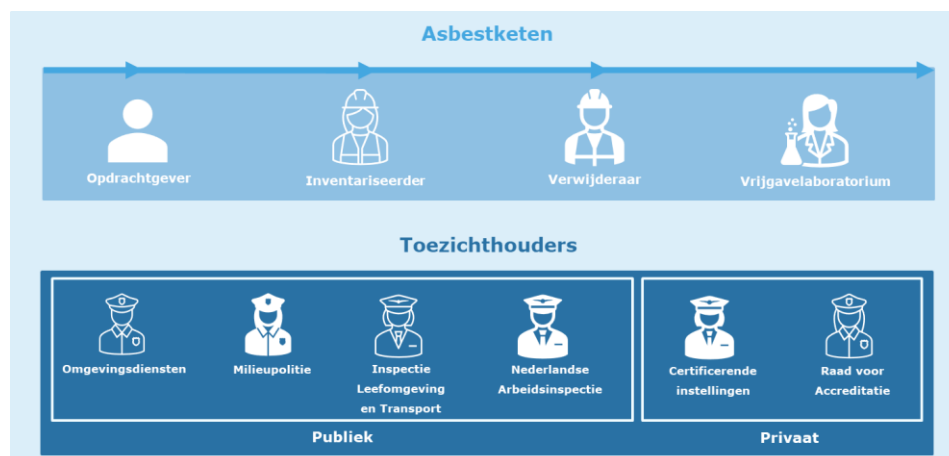 Asbestketen
Opdrachtgever
Inventariseerder
Verwijderaar
Vrijgavelaboratorium
Toezichthouders
Omgevingsdiensten
Milieupolitie
Inspectie
Leefomgeving
en Transport
Nederlandse
Arbeidsinspectie
Certificerende
instellingen
Raad voor
Accreditatie
Publiek
Privaat